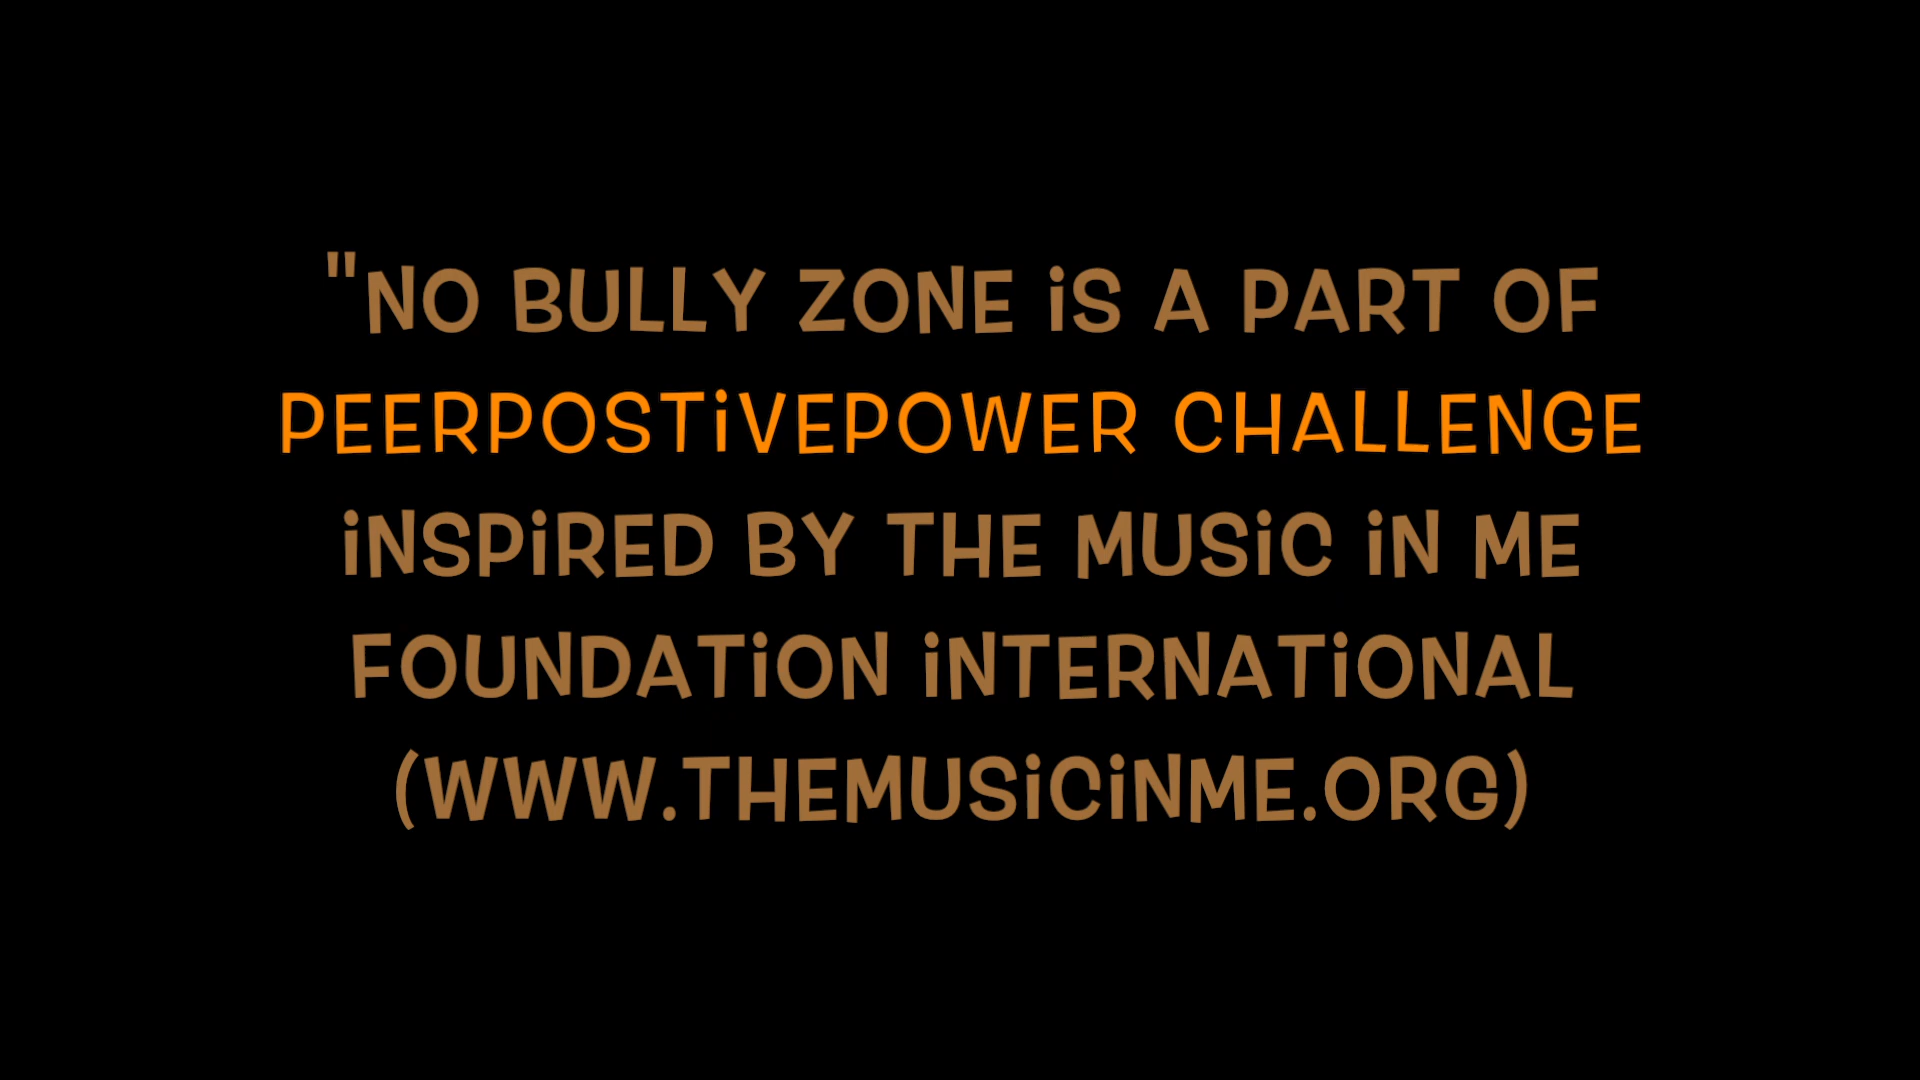 "NO BULLY ZONE iS A PART OF
PEERPOSTiVEPOWER CHALLENGE
iNSPiRED BY THE MUSiC iN ME
FOUNDATiON iNTERNATiONAL
(WWW.THEMUSiCiNME.ORG)